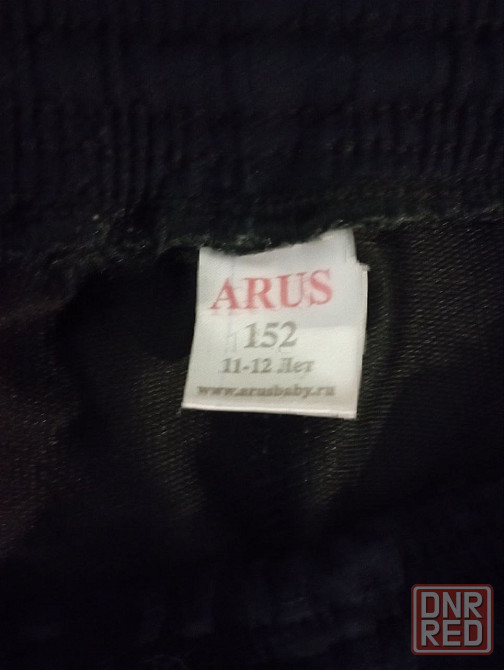 ARUS
152
11-12 Лет
www.arusbaby.ru
DNR
RED